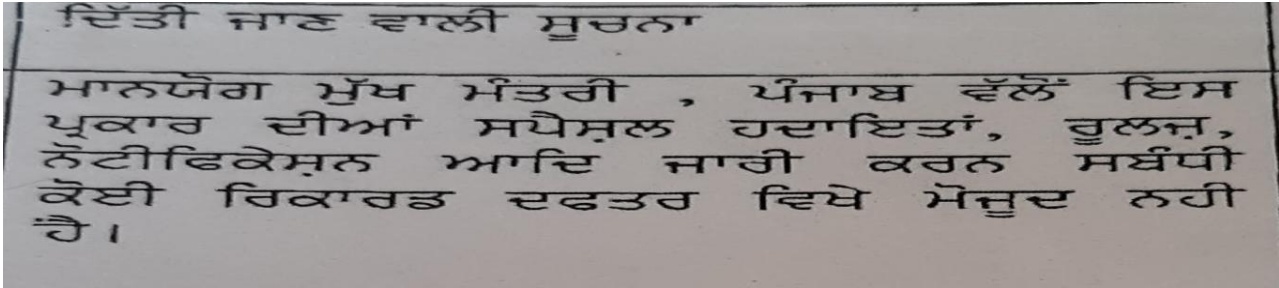 ਦਿੱਤੀ ਜਾਣ ਵਾਲੀ ਸੂਚਨਾ
ਮਾਨਯੋਗ ਮੁੱਖ ਮੰਤਰੀ , ਪੰਜਾਬ ਵੱਲੋਂ ਇਸ
ਪ੍ਰਕਾਰ ਦੀਆਂ ਸਪੈਸ਼ਲ ਹਦਾਇਤਾਂ, ਰੂਲਜ਼,
ਨੋਟੀਫਿਕੇਸ਼ਨ ਆਦਿ ਜਾਰੀ ਕਰਨ ਸਬੰਧੀ
ਕੋਈ ਰਿਕਾਰਡ ਦਫਤਰ ਵਿਖੇ ਮੌਜੂਦ ਨਹੀ
ਹੈ।